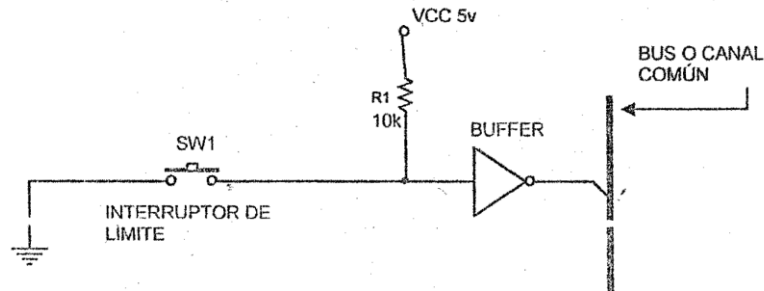 VCC 5v
BUS O CANAL
COMÚN
R1
10k
BUFFER
SW1
INTERRUPTOR DE
LÍMITE